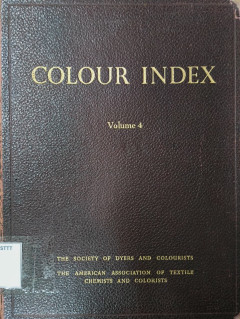 COLOUR INDEX
Volume 4
THE SOCIETY OF DYERS AND COLOURISTS
THE AMERICAN ASSOCIATION OF TEXTILE
CHEMISTS AND COLORISTS